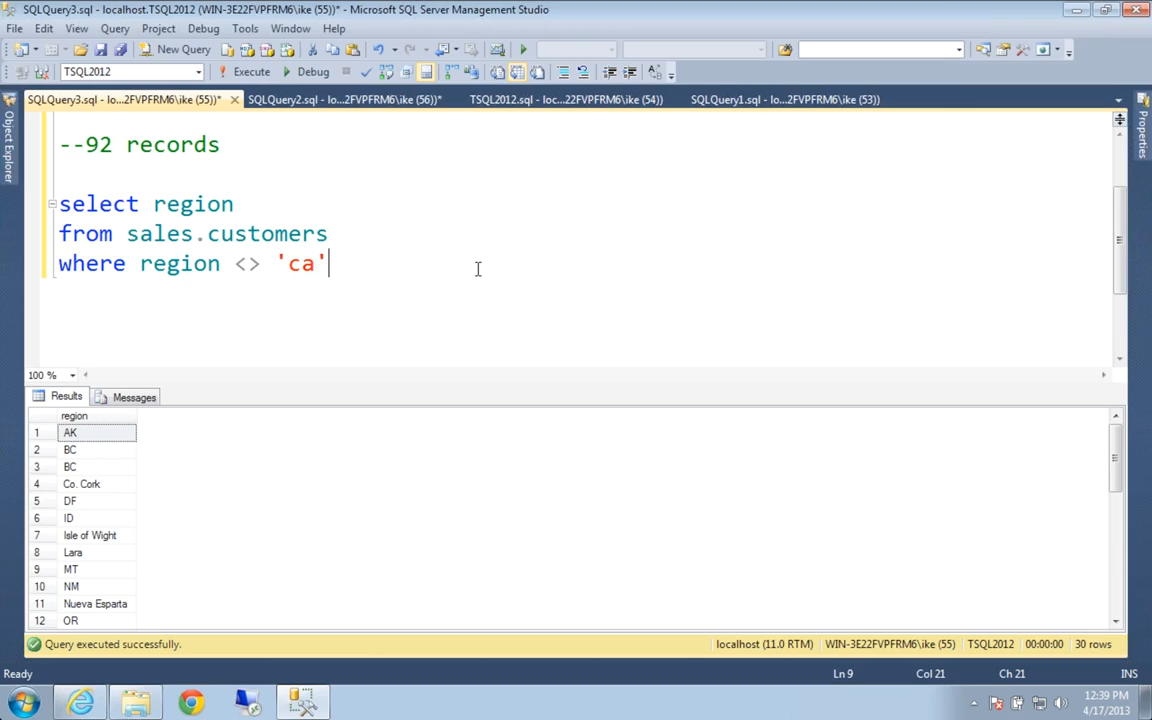 SQLQuery3.sql - localhost.TSQL2012 (WIN-3E22FVPFRM6\ike (55))* - Microsoft SQL Server Management Studio
File Edit View Query Project Debug Tools Window Help
New Query
TSQL2012 Execute Debug
SQLQuery3.sql - lo...2FVPFRM6\ike (55))* SQLQuery2.sql - lo...2FVPFRM6\ike (56))* TSQL2012.sql - loc...22FVPFRM6\ike (54)) SQLQuery1.sql - lo...2FVPFRM6\ike (53))
Object Explorer
Properties
--92 records
select region
from sales.customers
where region <> 'ca'
100 %
Results Messages
region
1 AK
2 BC
3 BC
4 Co. Cork
5 DF
6 ID
7 Isle of Wight
8 Lara
9 MT
10 NM
11 Nueva Esparta
12 OR
Query executed successfully. localhost (11.0 RTM) WIN-3E22FVPFRM6\ike (55) TSQL2012 00:00:00 30 rows
Ready Ln 9 Col 21 Ch 21 INS
12:39 PM
4/17/2013